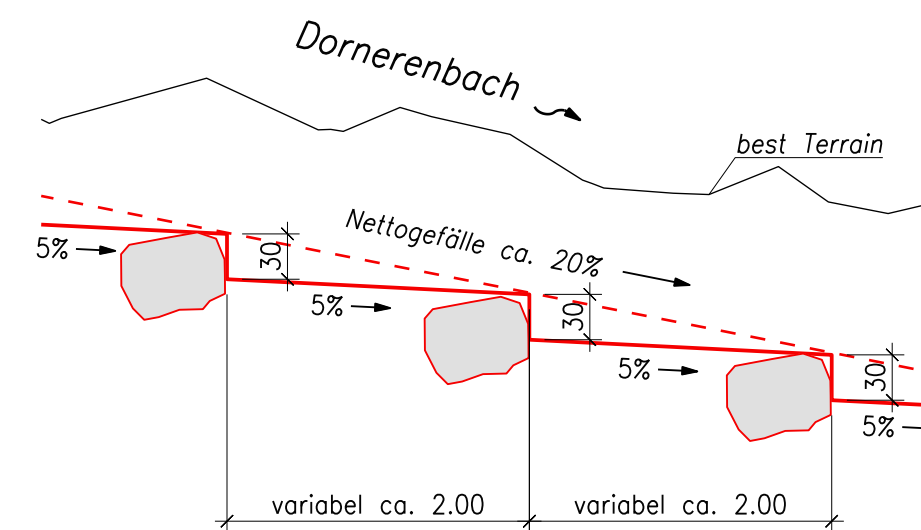 Dornerenbach
best Terrain
Nettogefälle ca. 20%
5%
30
5%
30
5%
30
5%
variabel ca. 2.00
variabel ca. 2.00